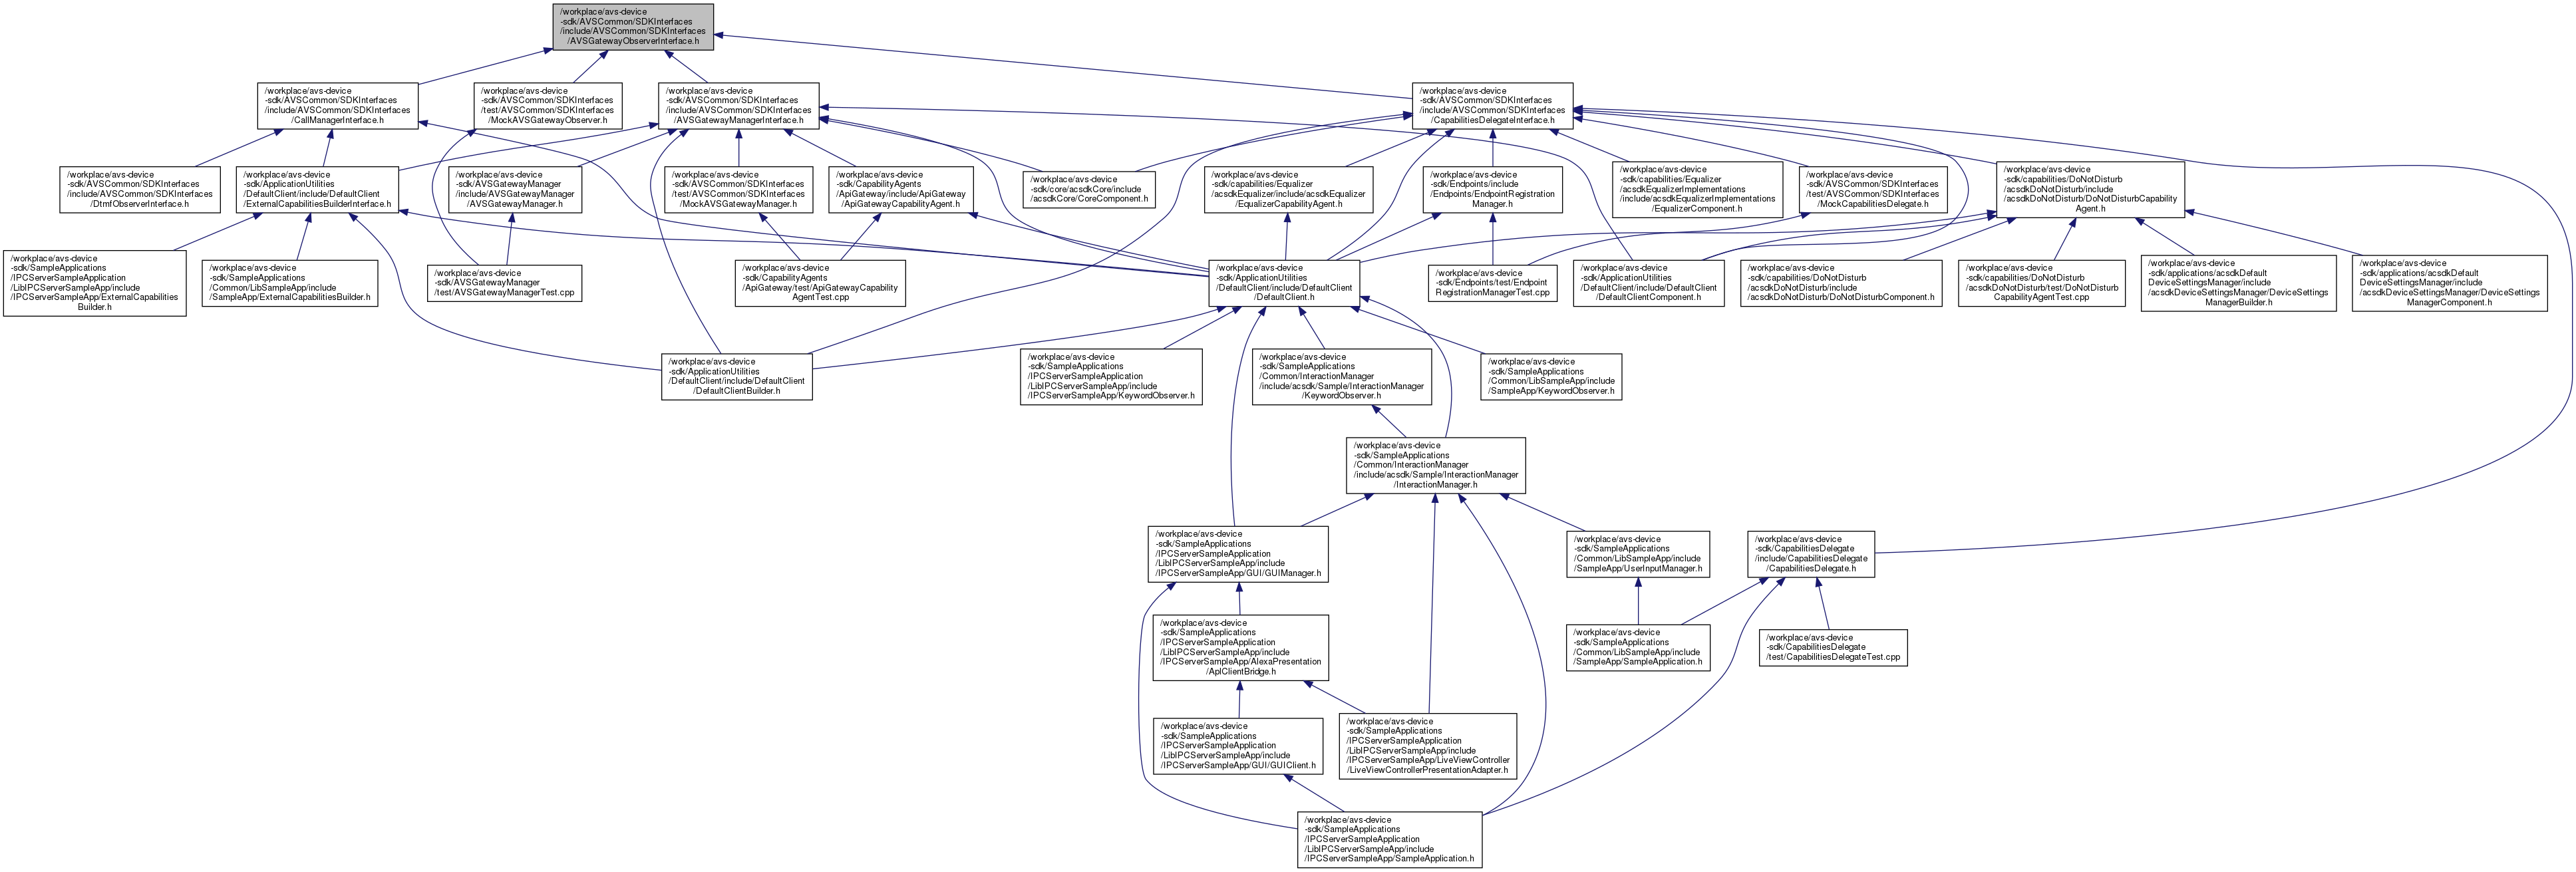 /workplace/avs-device
-sdk/AVSCommon/SDKInterfaces
/include/AVSCommon/SDKInterfaces
/AVSGatewayObserverInterface.h
/workplace/avs-device
-sdk/AVSCommon/SDKInterfaces
/include/AVSCommon/SDKInterfaces
/CallManagerInterface.h
/workplace/avs-device
-sdk/AVSCommon/SDKInterfaces
/test/AVSCommon/SDKInterfaces
/MockAVSGatewayObserver.h
/workplace/avs-device
-sdk/AVSCommon/SDKInterfaces
/include/AVSCommon/SDKInterfaces
/AVSGatewayManagerInterface.h
/workplace/avs-device
-sdk/AVSCommon/SDKInterfaces
/include/AVSCommon/SDKInterfaces
/CapabilitiesDelegateInterface.h
/workplace/avs-device
-sdk/AVSCommon/SDKInterfaces
/include/AVSCommon/SDKInterfaces
/DtmfObserverInterface.h
/workplace/avs-device
-sdk/ApplicationUtilities
/DefaultClient/include/DefaultClient
/ExternalCapabilitiesBuilderInterface.h
/workplace/avs-device
-sdk/AVSGatewayManager
/include/AVSGatewayManager
/AVSGatewayManager.h
/workplace/avs-device
-sdk/AVSCommon/SDKInterfaces
/test/AVSCommon/SDKInterfaces
/MockAVSGatewayManager.h
/workplace/avs-device
-sdk/CapabilityAgents
/ApiGateway/include/ApiGateway
/ApiGatewayCapabilityAgent.h
/workplace/avs-device
-sdk/core/acsdkCore/include
/acsdkCore/CoreComponent.h
/workplace/avs-device
-sdk/capabilities/Equalizer
/acsdkEqualizer/include/acsdkEqualizer
/EqualizerCapabilityAgent.h
/workplace/avs-device
-sdk/Endpoints/include
/Endpoints/EndpointRegistration
Manager.h
/workplace/avs-device
-sdk/capabilities/Equalizer
/acsdkEqualizerImplementations
/include/acsdkEqualizerImplementations
/EqualizerComponent.h
/workplace/avs-device
-sdk/AVSCommon/SDKInterfaces
/test/AVSCommon/SDKInterfaces
/MockCapabilitiesDelegate.h
/workplace/avs-device
-sdk/capabilities/DoNotDisturb
/acsdkDoNotDisturb/include
/acsdkDoNotDisturb/DoNotDisturbCapability
Agent.h
/workplace/avs-device
-sdk/SampleApplications
/IPCServerSampleApplication
/LibIPCServerSampleApp/include
/IPCServerSampleApp/ExternalCapabilities
Builder.h
/workplace/avs-device
-sdk/SampleApplications
/Common/LibSampleApp/include
/SampleApp/ExternalCapabilitiesBuilder.h
/workplace/avs-device
-sdk/AVSGatewayManager
/test/AVSGatewayManagerTest.cpp
/workplace/avs-device
-sdk/CapabilityAgents
/ApiGateway/test/ApiGatewayCapability
AgentTest.cpp
/workplace/avs-device
-sdk/ApplicationUtilities
/DefaultClient/include/DefaultClient
/DefaultClient.h
/workplace/avs-device
-sdk/Endpoints/test/Endpoint
RegistrationManagerTest.cpp
/workplace/avs-device
-sdk/ApplicationUtilities
/DefaultClient/include/DefaultClient
/DefaultClientComponent.h
/workplace/avs-device
-sdk/capabilities/DoNotDisturb
/acsdkDoNotDisturb/include
/acsdkDoNotDisturb/DoNotDisturbComponent.h
/workplace/avs-device
-sdk/capabilities/DoNotDisturb
/acsdkDoNotDisturb/test/DoNotDisturb
CapabilityAgentTest.cpp
/workplace/avs-device
-sdk/applications/acsdkDefault
DeviceSettingsManager/include
/acsdkDeviceSettingsManager/DeviceSettings
ManagerBuilder.h
/workplace/avs-device
-sdk/applications/acsdkDefault
DeviceSettingsManager/include
/acsdkDeviceSettingsManager/DeviceSettings
ManagerComponent.h
/workplace/avs-device
-sdk/ApplicationUtilities
/DefaultClient/include/DefaultClient
/DefaultClientBuilder.h
/workplace/avs-device
-sdk/SampleApplications
/IPCServerSampleApplication
/LibIPCServerSampleApp/include
/IPCServerSampleApp/KeywordObserver.h
/workplace/avs-device
-sdk/SampleApplications
/Common/InteractionManager
/include/acsdk/Sample/InteractionManager
/KeywordObserver.h
/workplace/avs-device
-sdk/SampleApplications
/Common/LibSampleApp/include
/SampleApp/KeywordObserver.h
/workplace/avs-device
-sdk/SampleApplications
/Common/InteractionManager
/include/acsdk/Sample/InteractionManager
/InteractionManager.h
/workplace/avs-device
-sdk/SampleApplications
/IPCServerSampleApplication
/LibIPCServerSampleApp/include
/IPCServerSampleApp/GUI/GUIManager.h
/workplace/avs-device
-sdk/SampleApplications
/Common/LibSampleApp/include
/SampleApp/UserInputManager.h
/workplace/avs-device
-sdk/CapabilitiesDelegate
/include/CapabilitiesDelegate
/CapabilitiesDelegate.h
/workplace/avs-device
-sdk/SampleApplications
/IPCServerSampleApplication
/LibIPCServerSampleApp/include
/IPCServerSampleApp/AlexaPresentation
/AplClientBridge.h
/workplace/avs-device
-sdk/SampleApplications
/Common/LibSampleApp/include
/SampleApp/SampleApplication.h
/workplace/avs-device
-sdk/CapabilitiesDelegate
/test/CapabilitiesDelegateTest.cpp
/workplace/avs-device
-sdk/SampleApplications
/IPCServerSampleApplication
/LibIPCServerSampleApp/include
/IPCServerSampleApp/GUI/GUIClient.h
/workplace/avs-device
-sdk/SampleApplications
/IPCServerSampleApplication
/LibIPCServerSampleApp/include
/IPCServerSampleApp/LiveViewController
/LiveViewControllerPresentationAdapter.h
/workplace/avs-device
-sdk/SampleApplications
/IPCServerSampleApplication
/LibIPCServerSampleApp/include
/IPCServerSampleApp/SampleApplication.h